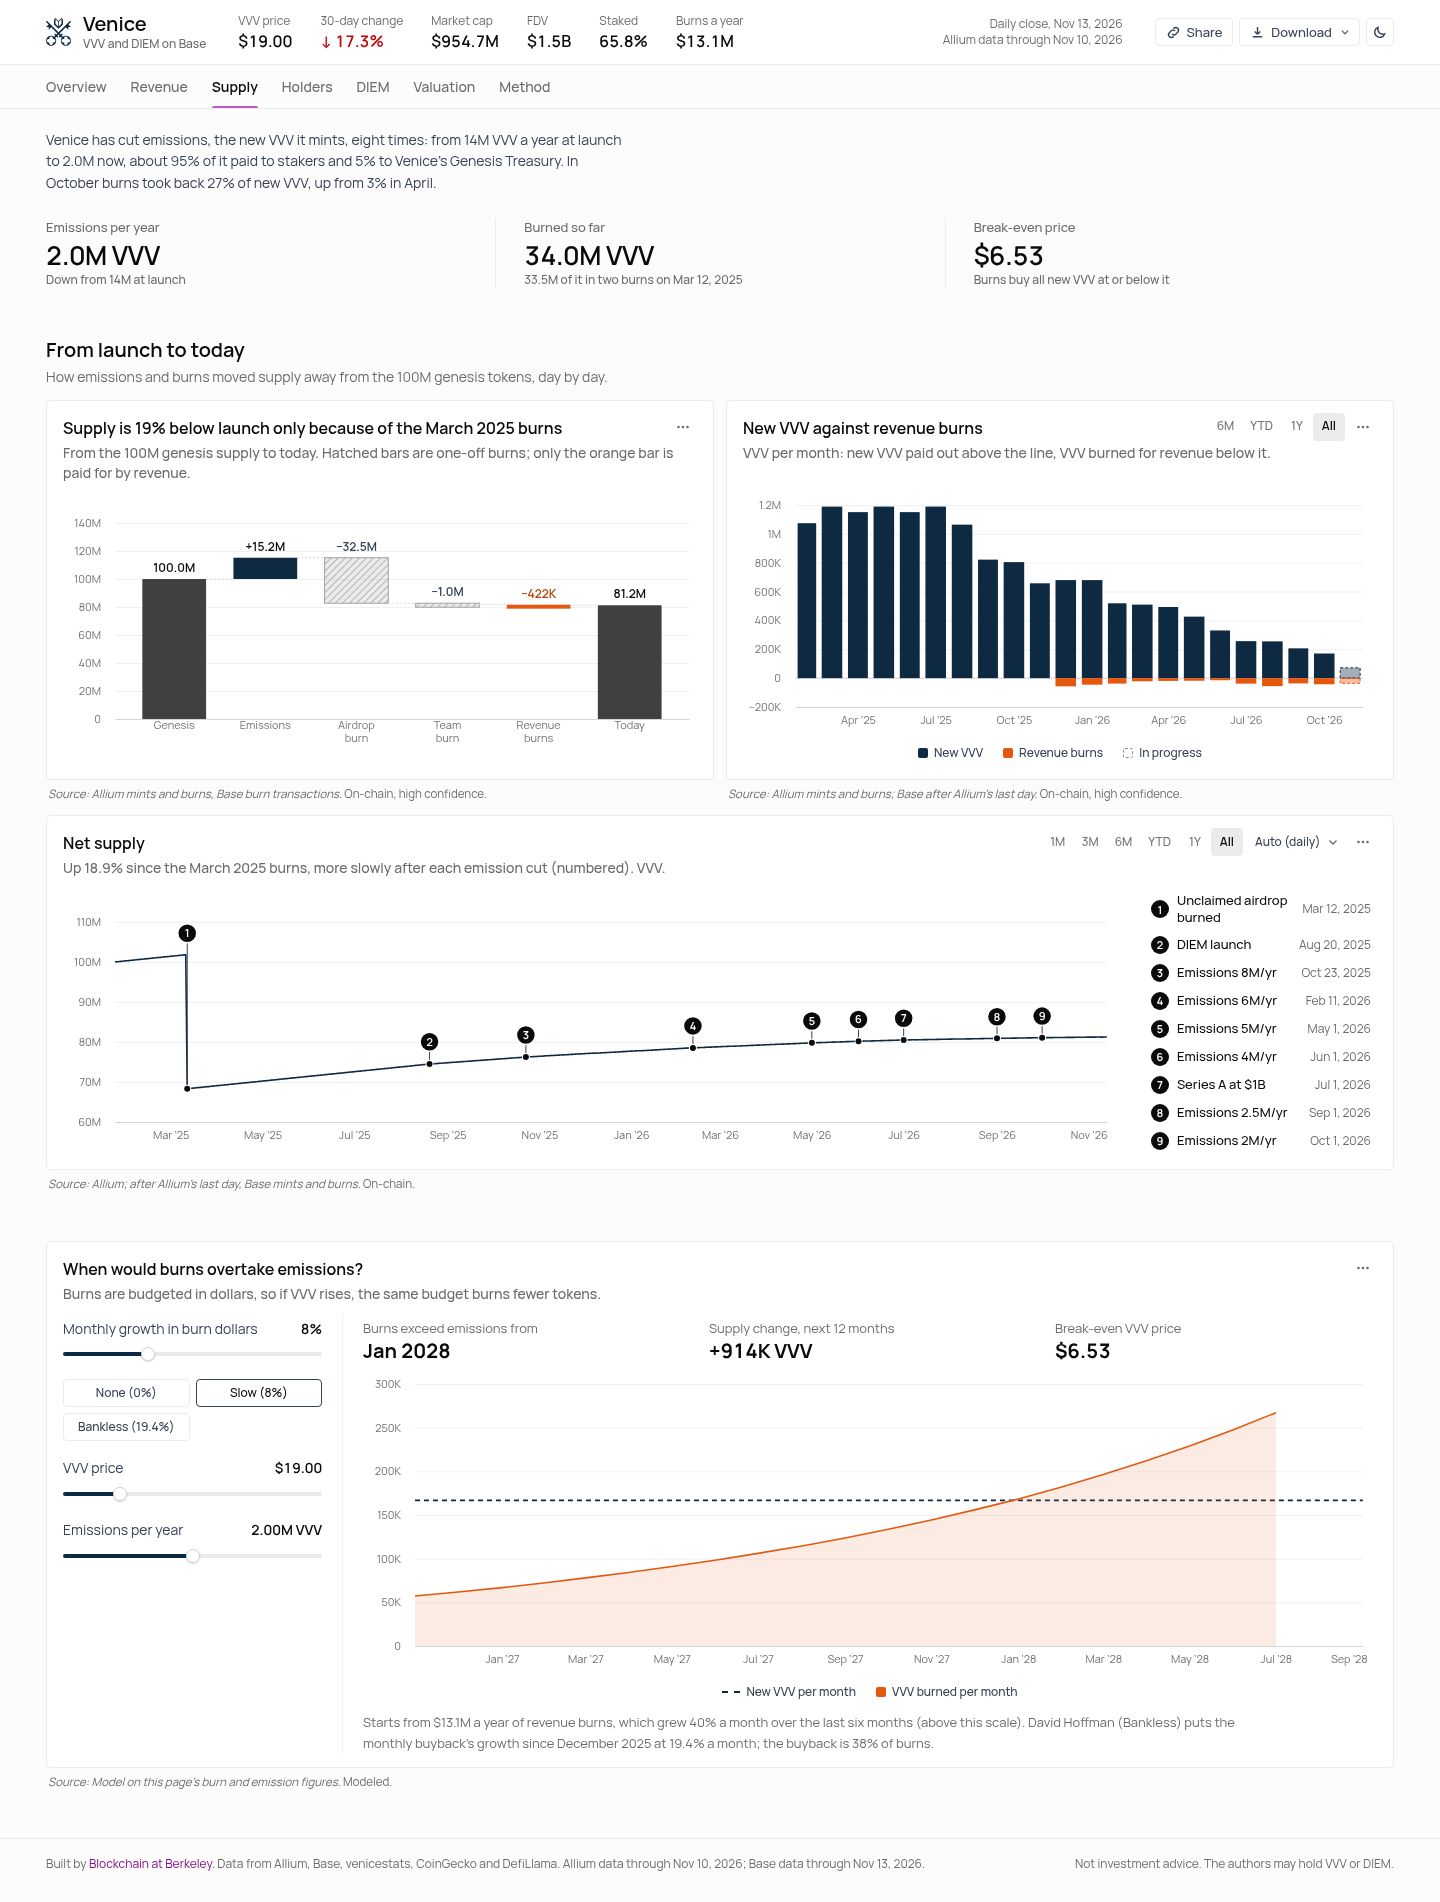 Venice
VVV and DIEM on Base
VVV price
$19.00
30-day change
↓ 17.3%
Market cap
$954.7M
FDV
$1.5B
Staked
65.8%
Burns a year
$13.1M
Daily close, Nov 13, 2026
Allium data through Nov 10, 2026
Share
Download
Overview Revenue Supply Holders DIEM Valuation Method
Venice has cut emissions, the new VVV it mints, eight times: from 14M VVV a year at launch
to 2.0M now, about 95% of it paid to stakers and 5% to Venice's Genesis Treasury. In
October burns took back 27% of new VVV, up from 3% in April.
Emissions per year
2.0M VVV
Down from 14M at launch
Burned so far
34.0M VVV
33.5M of it in two burns on Mar 12, 2025
Break-even price
$6.53
Burns buy all new VVV at or below it
From launch to today
How emissions and burns moved supply away from the 100M genesis tokens, day by day.
Supply is 19% below launch only because of the March 2025 burns
From the 100M genesis supply to today. Hatched bars are one-off burns; only the orange bar is
paid for by revenue.
140M
120M
100M
80M
60M
40M
20M
0
100.0M
+15.2M
−32.5M
−1.0M
−422K
81.2M
Genesis
Emissions
Airdrop
burn
Team
burn
Revenue
burns
Today
Source: Allium mints and burns, Base burn transactions. On-chain, high confidence.
New VVV against revenue burns
6M YTD 1Y All
VVV per month: new VVV paid out above the line, VVV burned for revenue below it.
1.2M
1M
800K
600K
400K
200K
0
−200K
Apr '25 Jul '25 Oct '25 Jan '26 Apr '26 Jul '26 Oct '26
New VVV Revenue burns In progress
Source: Allium mints and burns; Base after Allium's last day. On-chain, high confidence.
Net supply
1M 3M 6M YTD 1Y All Auto (daily)
Up 18.9% since the March 2025 burns, more slowly after each emission cut (numbered). VVV.
110M
100M
90M
80M
70M
60M
1
2
3
4
5
6
7
8
9
Mar '25 May '25 Jul '25 Sep '25 Nov '25 Jan '26 Mar '26 May '26 Jul '26 Sep '26 Nov '26
1 Unclaimed airdrop
burned Mar 12, 2025
2 DIEM launch Aug 20, 2025
3 Emissions 8M/yr Oct 23, 2025
4 Emissions 6M/yr Feb 11, 2026
5 Emissions 5M/yr May 1, 2026
6 Emissions 4M/yr Jun 1, 2026
7 Series A at $1B Jul 1, 2026
8 Emissions 2.5M/yr Sep 1, 2026
9 Emissions 2M/yr Oct 1, 2026
Source: Allium; after Allium's last day, Base mints and burns. On-chain.
When would burns overtake emissions?
Burns are budgeted in dollars, so if VVV rises, the same budget burns fewer tokens.
Monthly growth in burn dollars 8%
None (0%) Slow (8%)
Bankless (19.4%)
VVV price $19.00
Emissions per year 2.00M VVV
Burns exceed emissions from
Jan 2028
Supply change, next 12 months
+914K VVV
Break-even VVV price
$6.53
300K
250K
200K
150K
100K
50K
0
Jan '27 Mar '27 May '27 Jul '27 Sep '27 Nov '27 Jan '28 Mar '28 May '28 Jul '28 Sep '28
New VVV per month VVV burned per month
Starts from $13.1M a year of revenue burns, which grew 40% a month over the last six months (above this scale). David Hoffman (Bankless) puts the
monthly buyback's growth since December 2025 at 19.4% a month; the buyback is 38% of burns.
Source: Model on this page's burn and emission figures. Modeled.
Built by Blockchain at Berkeley. Data from Allium, Base, venicestats, CoinGecko and DefiLlama. Allium data through Nov 10, 2026; Base data through Nov 13, 2026.
Not investment advice. The authors may hold VVV or DIEM.